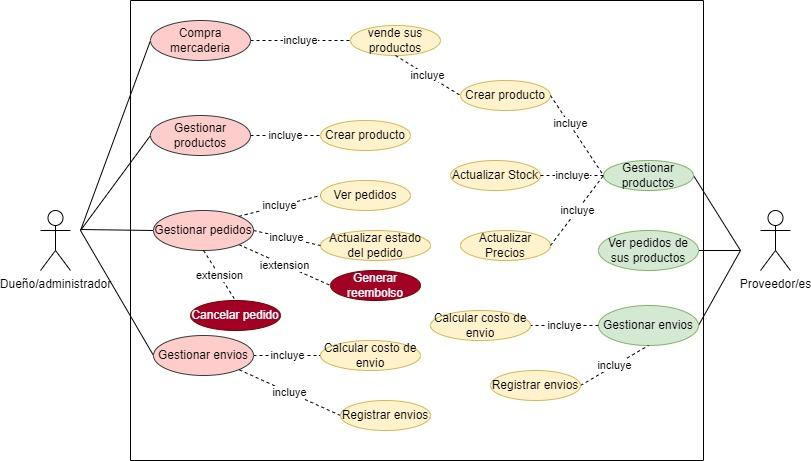 Compra
mercaderia
incluye
vende sus
productos
incluye
Crear producto
incluye
Gestionar
productos
incluye
Crear producto
Actualizar Stock
incluye
Gestionar
productos
incluye
Actualizar
Precios
Ver pedidos
incluye
Gestionar pedidos
incluye
Actualizar estado
del pedido
extension
iextension
Generar
reembolso
Cancelar pedido
Ver pedidos de
sus productos
Dueño/administrador
Proveedor/es
Gestionar envios
incluye
Calcular costo de
envio
incluye
Registrar envios
Calcular costo de
envio
incluye
Gestionar envios
incluye
Registrar envios